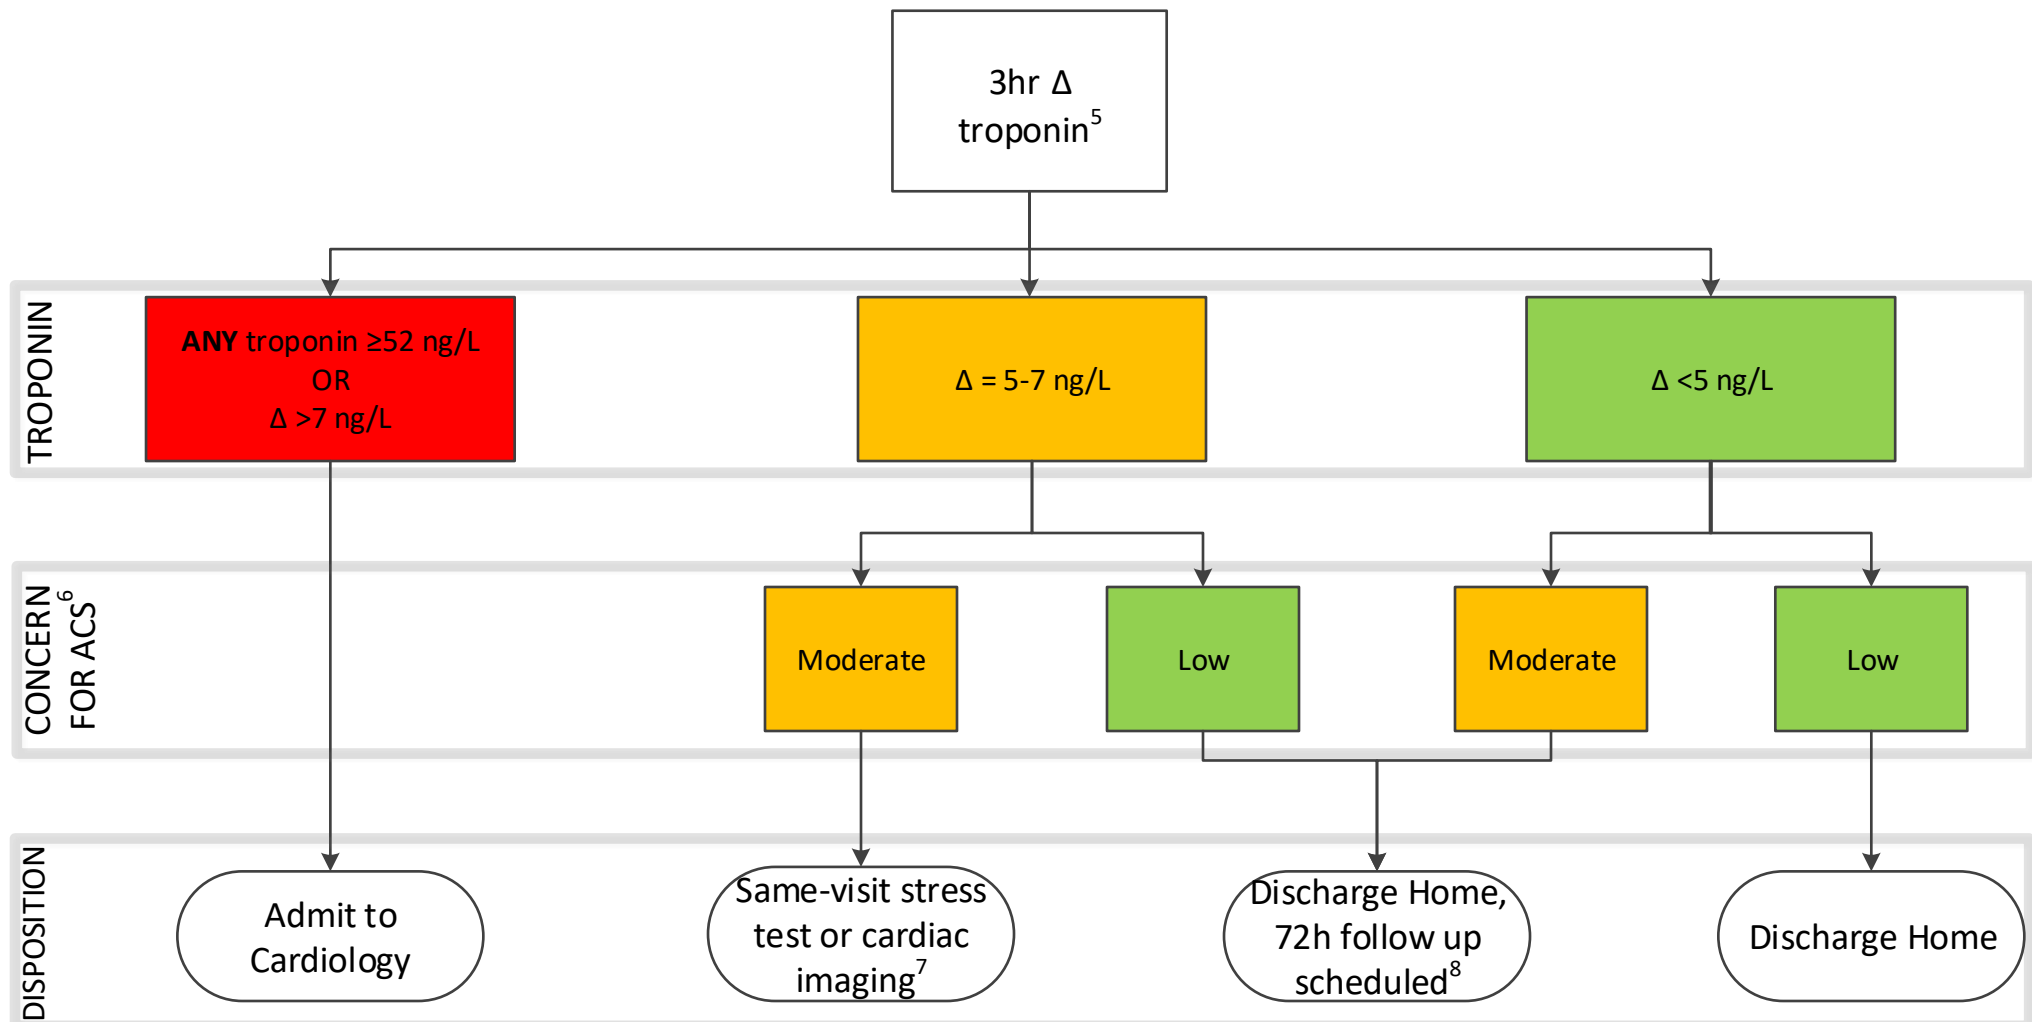 3hr Δ
troponin⁵
TROPONIN
ANY troponin ≥52 ng/L
OR
Δ >7 ng/L
Δ = 5-7 ng/L
Δ <5 ng/L
CONCERN
FOR ACS⁶
Moderate
Low
Moderate
Low
DISPOSITION
Admit to
Cardiology
Same-visit stress
test or cardiac
imaging⁷
Discharge Home,
72h follow up
scheduled⁸
Discharge Home